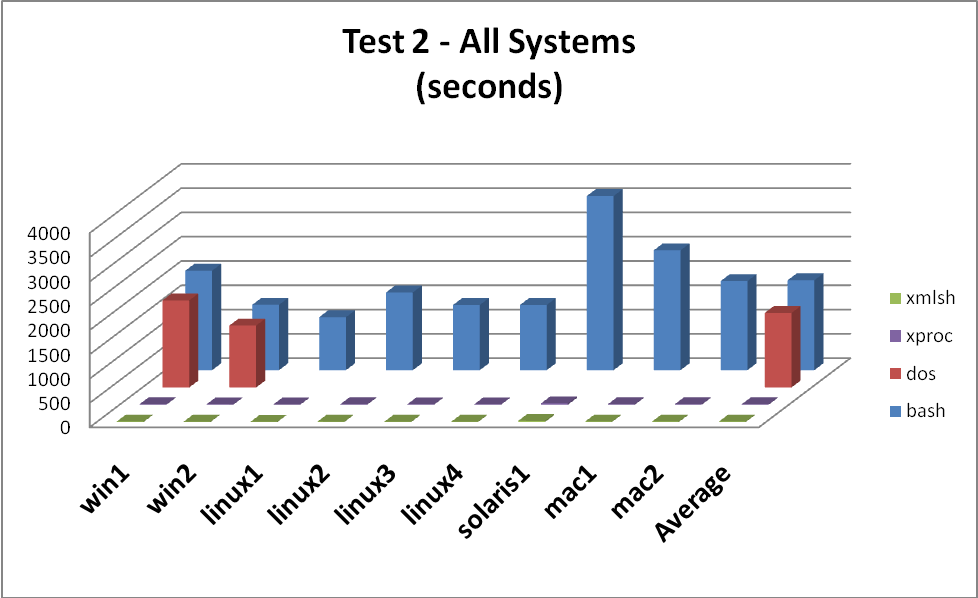 Test 2 - All Systems
(seconds)
4000
3500
3000
2500
2000
1500
1000
500
0
win1
win2
linux1
linux2
linux3
linux4
solaris1
mac1
mac2
Average
xmlsh
xproc
dos
bash